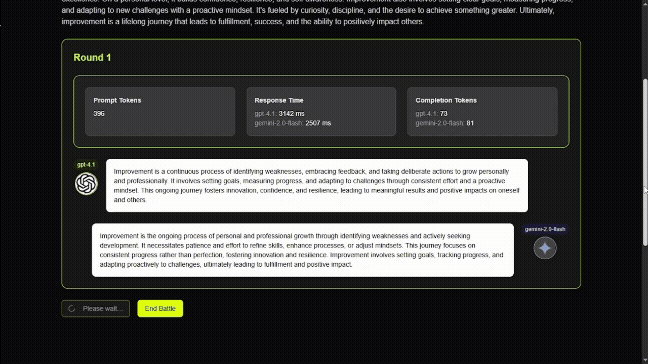 and adapting to new challenges with a proactive mindset. It's fueled by curiosity, discipline, and the desire to achieve something greater. Ultimately,
improvement is a lifelong journey that leads to fulfillment, success, and the ability to positively impact others.
Round 1
Prompt Tokens
396
Response Time
gpt-4.1: 3142 ms
gemini-2.0-flash: 2507 ms
Completion Tokens
gpt-4.1: 73
gemini-2.0-flash: 81
gpt-4.1
Improvement is a continuous process of identifying weaknesses, embracing feedback, and taking deliberate actions to grow personally
and professionally. It involves setting goals, measuring progress, and adapting to challenges through consistent effort and a proactive
mindset. This ongoing journey fosters innovation, confidence, and resilience, leading to meaningful results and positive impacts on oneself
and others.
gemini-2.0-flash
Improvement is the ongoing process of personal and professional growth through identifying weaknesses and actively seeking
development. It necessitates patience and effort to refine skills, enhance processes, or adjust mindsets. This journey focuses on
consistent progress rather than perfection, fostering innovation and resilience. Improvement involves setting goals, tracking progress, and
adapting proactively to challenges, ultimately leading to fulfillment and positive impact.
Please wait...
End Battle